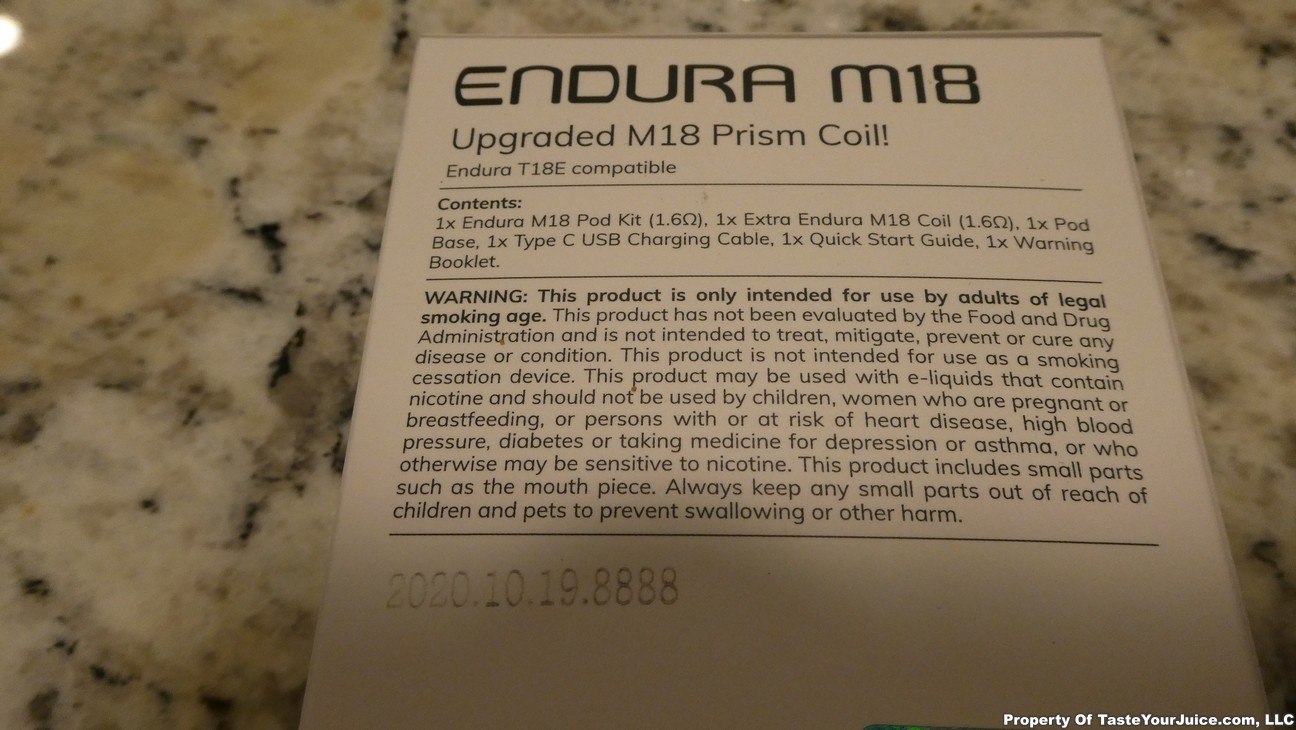 ENDURA M18
Upgraded M18 Prism Coil!
Endura T18E compatible
Contents:
1x Endura M18 Pod Kit (1.6Ω), 1x Extra Endura M18 Coil (1.6Ω), 1x Pod
Base, 1x Type C USB Charging Cable, 1x Quick Start Guide, 1x Warning
Booklet.
WARNING: This product is only intended for use by adults of legal
smoking age. This product has not been evaluated by the Food and Drug
Administration and is not intended to treat, mitigate, prevent or cure any
disease or condition. This product is not intended for use as a smoking
cessation device. This product may be used with e-liquids that contain
nicotine and should not be used by children, women who are pregnant or
breastfeeding, or persons with or at risk of heart disease, high blood
pressure, diabetes or taking medicine for depression or asthma, or who
otherwise may be sensitive to nicotine. This product includes small parts
such as the mouth piece. Always keep any small parts out of reach of
children and pets to prevent swallowing or other harm.
2020.10.19.8888
Property Of TasteYourJuice.com, LLC